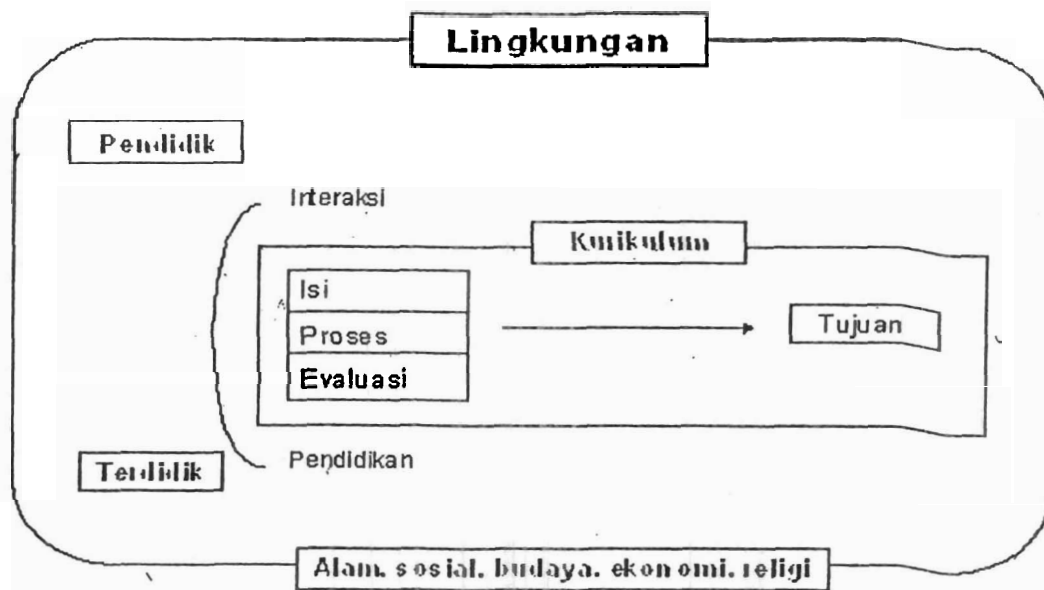 Lingkungan
Pendidik
Interaksi
Kurikulum
Isi
Proses
Tujuan
Evaluasi
Pendidikan
Terdidik
Alam. sosial. budaya. ekonomi. religi